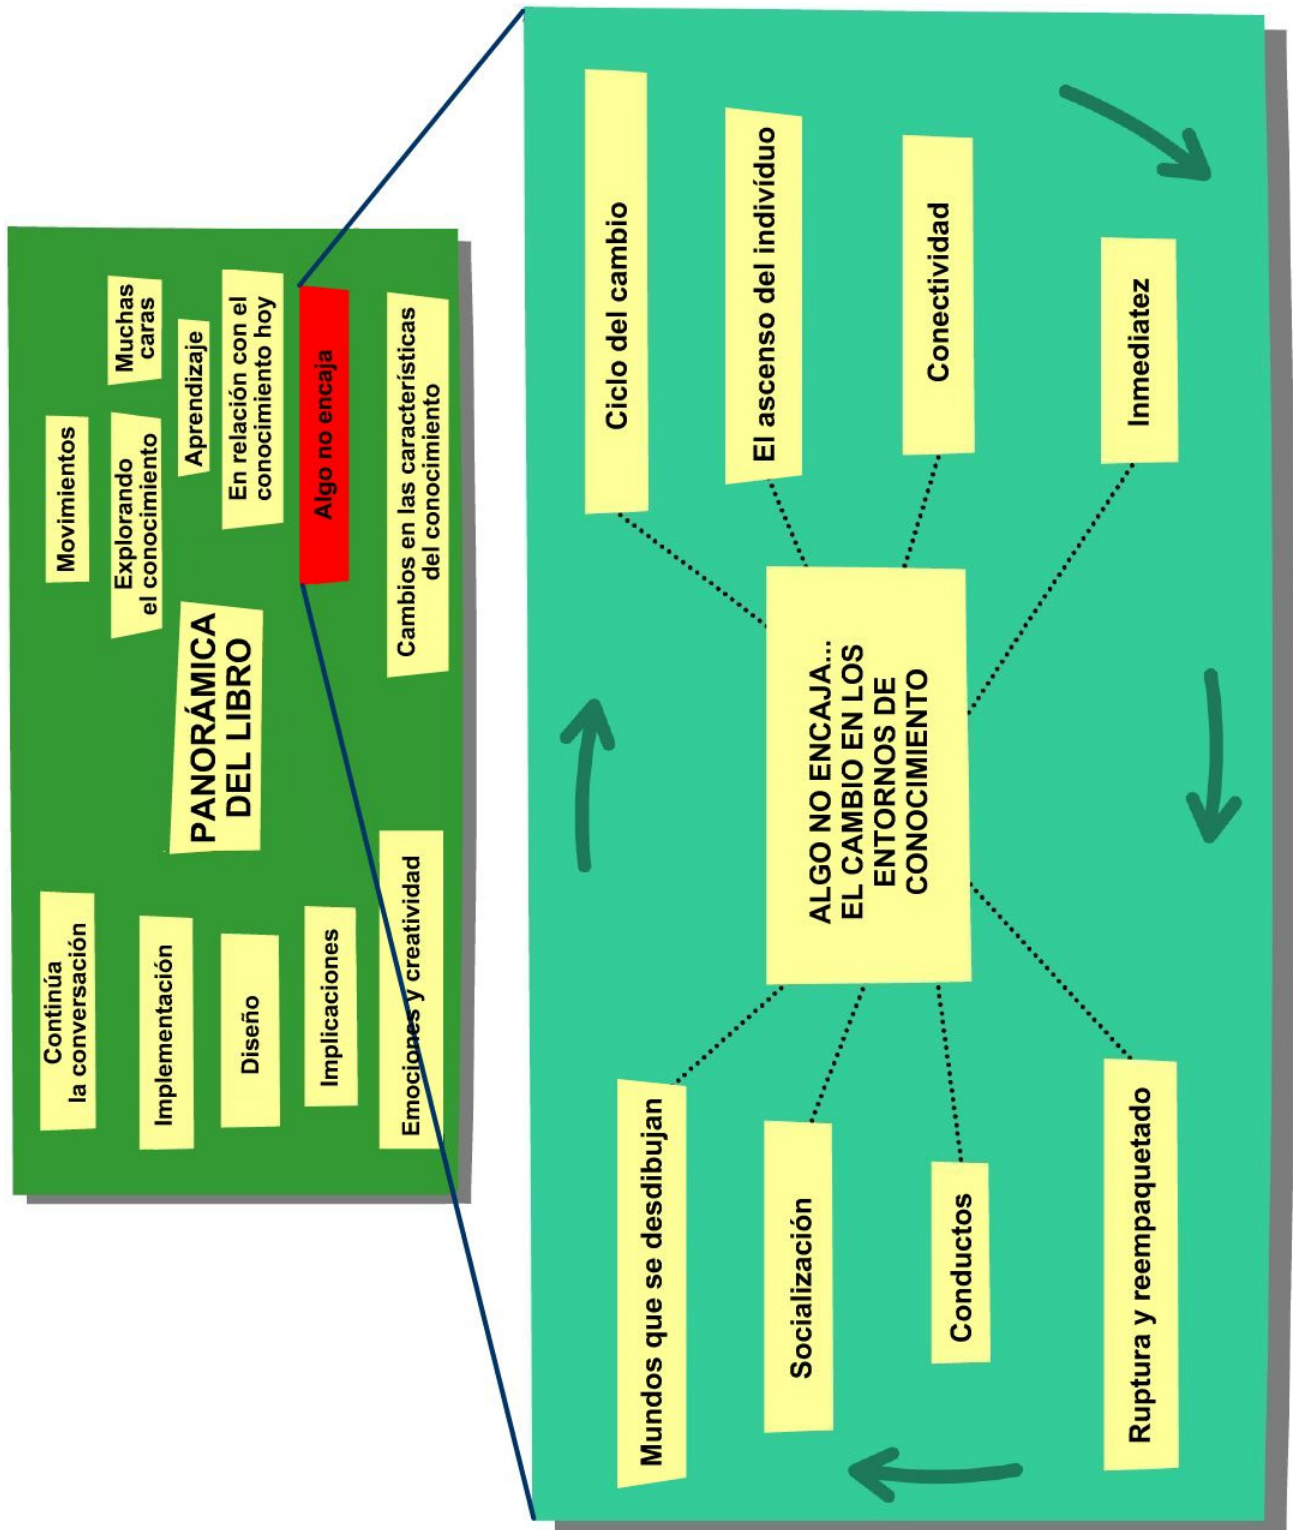 PANORÁMICA
DEL LIBRO
Movimientos
Explorando
el conocimiento
Muchas
caras
Aprendizaje
En relación con el
conocimiento hoy
Algo no encaja
Cambios en las características
del conocimiento
Emociones y creatividad
Implicaciones
Diseño
Implementación
Continúa
la conversación
ALGO NO ENCAJA...
EL CAMBIO EN LOS
ENTORNOS DE
CONOCIMIENTO
Ciclo del cambio
El ascenso del indivíduo
Conectividad
Inmediatez
Ruptura y reempaquetado
Conductos
Socialización
Mundos que se desdibujan